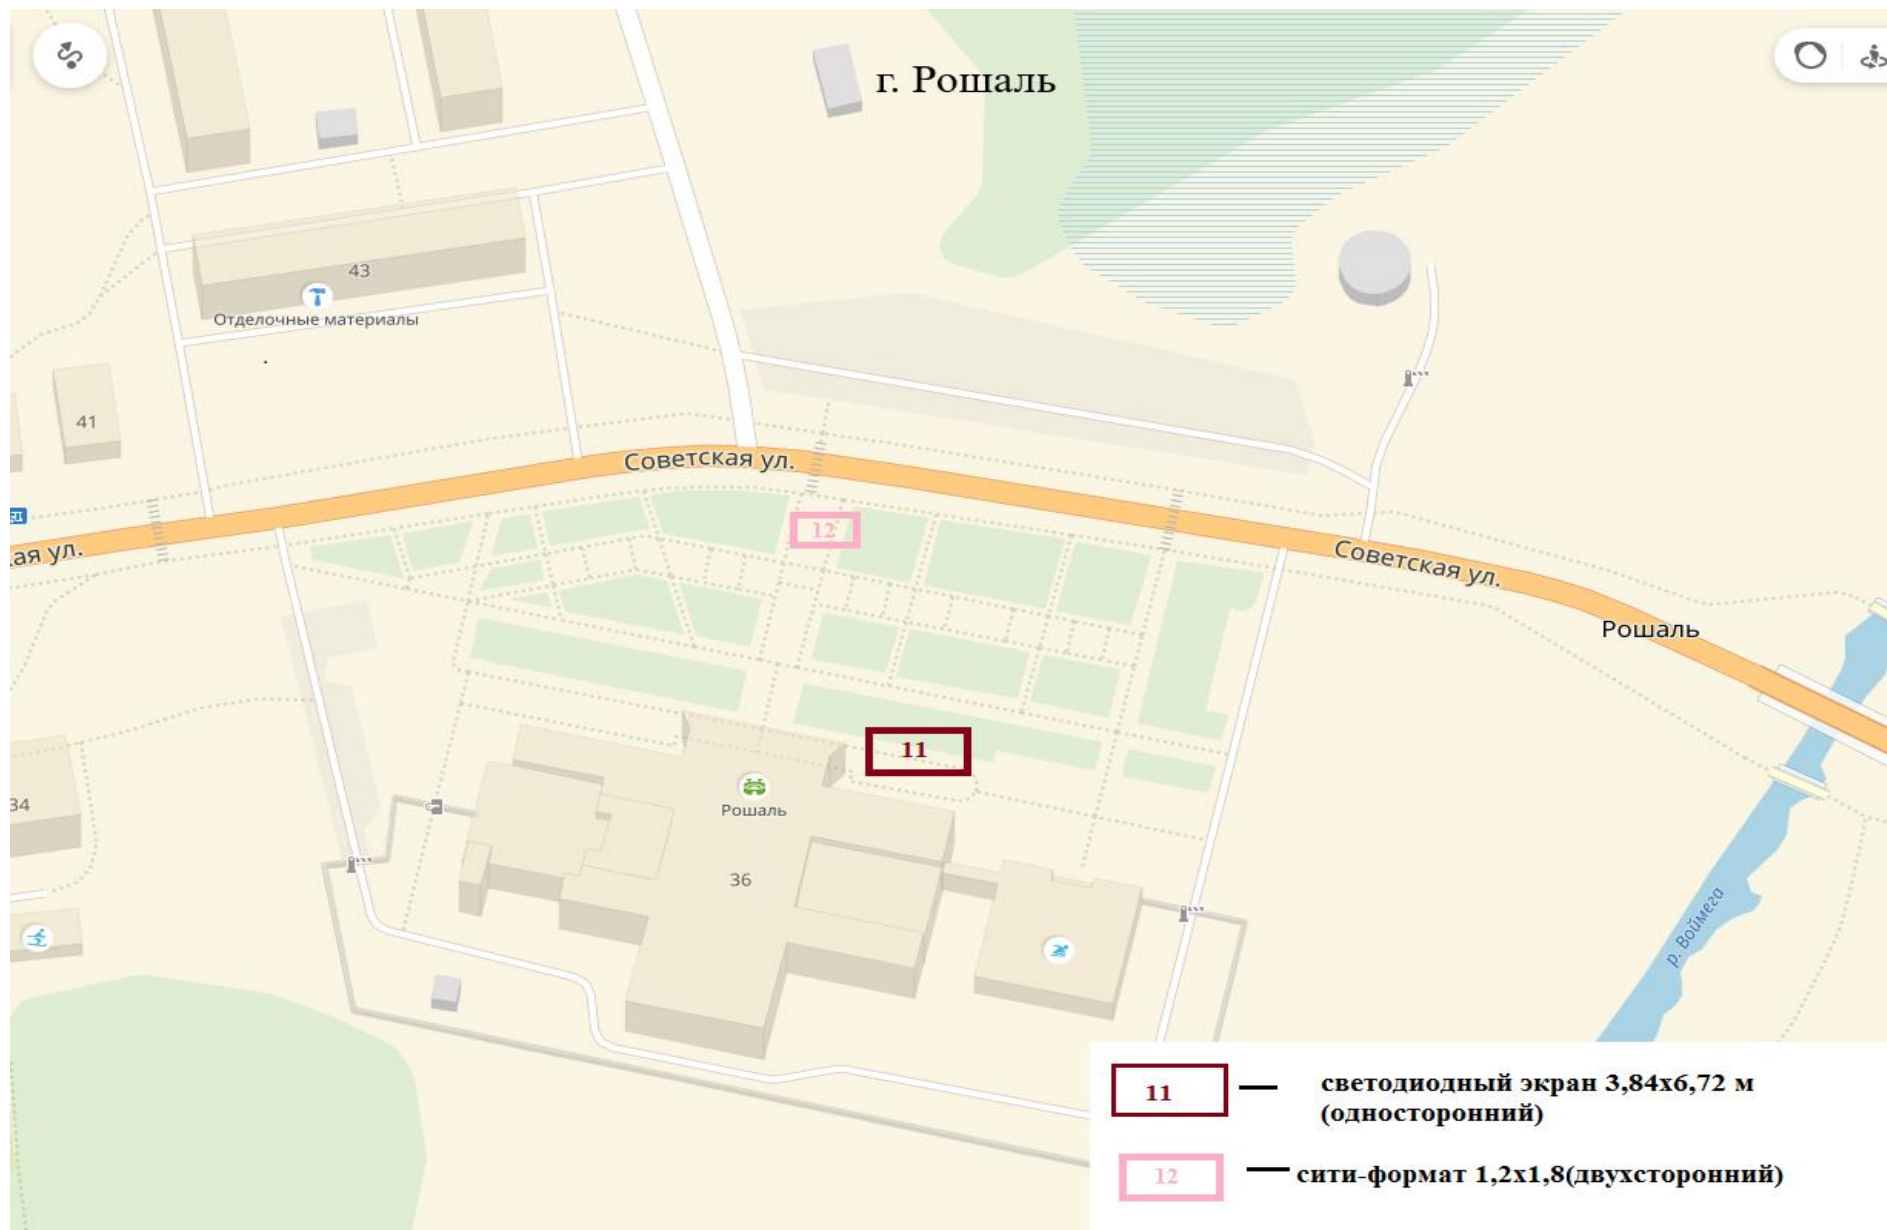 г. Рошаль
43
Отделочные материалы
41
Советская ул.
12
ая ул.
Советская ул.
Рошаль
11
34
Рошаль
36
р. Воймега
11 — светодиодный экран 3,84х6,72 м
(односторонний)
12 — сити-формат 1,2х1,8(двухсторонний)